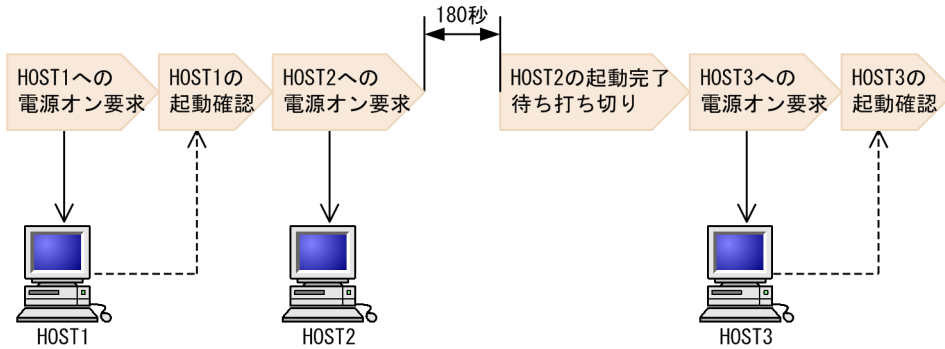 180秒
HOST1への
電源オン要求
HOST1の
起動確認
HOST2への
電源オン要求
HOST2の起動完了
待ち打ち切り
HOST3への
電源オン要求
HOST3の
起動確認
HOST1
HOST2
HOST3